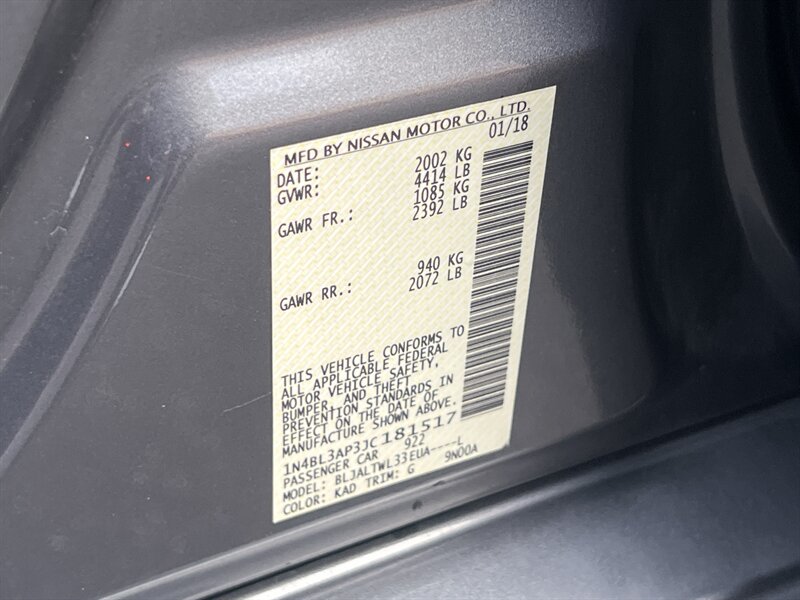 MFD BY NISSAN MOTOR CO., LTD.
DATE: 01/18
GVWR: 2002 KG
4414 LB
GAWR FR.: 1085 KG
2392 LB
GAWR RR.: 940 KG
2072 LB
THIS VEHICLE CONFORMS TO
ALL APPLICABLE FEDERAL
MOTOR VEHICLE SAFETY,
BUMPER, AND THEFT
PREVENTION STANDARDS IN
EFFECT ON THE DATE OF
MANUFACTURE SHOWN ABOVE.
1N4BL3AP3JC181517
PASSENGER CAR 922
MODEL: BLJALTWL33EUA----L
COLOR: KAD TRIM: G 9N00A